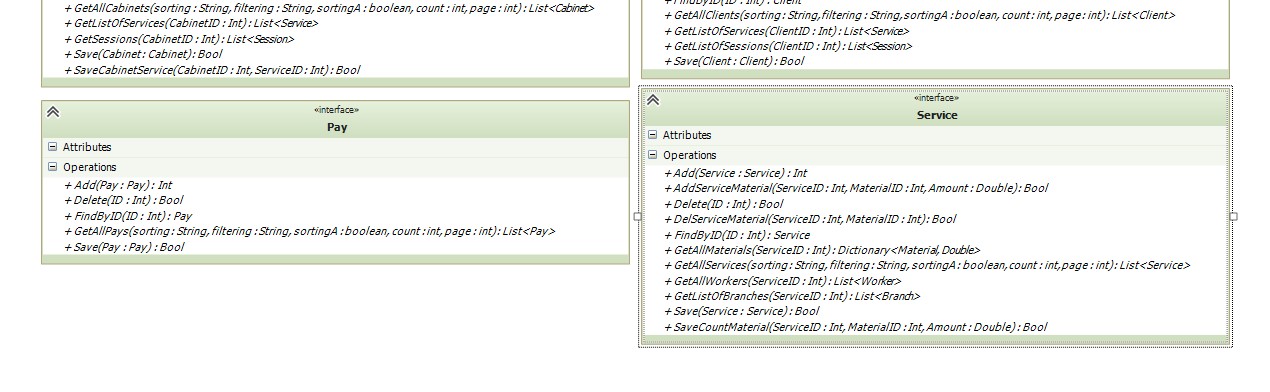 + GetAllCabinets(sorting : String, filtering : String, sortingA : boolean, count : int, page : int) : List<Cabinet>
+ GetListOfServices(CabinetID : Int) : List<Service>
+ GetSessions(CabinetID : Int) : List<Session>
+ Save(Cabinet : Cabinet) : Bool
+ SaveCabinetService(CabinetID : Int, ServiceID : Int) : Bool
+ GetAllClients(sorting : String, filtering : String, sortingA : boolean, count : int, page : int) : List<Client>
+ GetListOfServices(ClientID : Int) : List<Service>
+ GetListOfSessions(ClientID : Int) : List<Session>
+ Save(Client : Client) : Bool
«interface»
Pay
Attributes
Operations
+ Add(Pay : Pay) : Int
+ Delete(ID : Int) : Bool
+ FindByID(ID : Int) : Pay
+ GetAllPays(sorting : String, filtering : String, sortingA : boolean, count : int, page : int) : List<Pay>
+ Save(Pay : Pay) : Bool
«interface»
Service
Attributes
Operations
+ Add(Service : Service) : Int
+ AddServiceMaterial(ServiceID : Int, MaterialID : Int, Amount : Double) : Bool
+ Delete(ID : Int) : Bool
+ DelServiceMaterial(ServiceID : Int, MaterialID : Int) : Bool
+ FindByID(ID : Int) : Service
+ GetAllMaterials(ServiceID : Int) : Dictionary<Material, Double>
+ GetAllServices(sorting : String, filtering : String, sortingA : boolean, count : int, page : int) : List<Service>
+ GetAllWorkers(ServiceID : Int) : List<Worker>
+ GetListOfBranches(ServiceID : Int) : List<Branch>
+ Save(Service : Service) : Bool
+ SaveCountMaterial(ServiceID : Int, MaterialID : Int, Amount : Double) : Bool